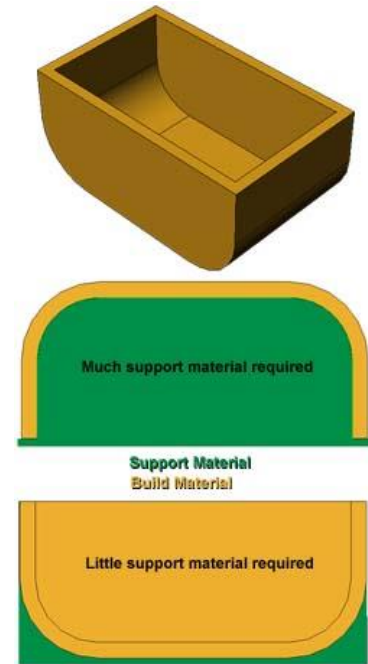 Much support material required
Support Material
Build Material
Little support material required